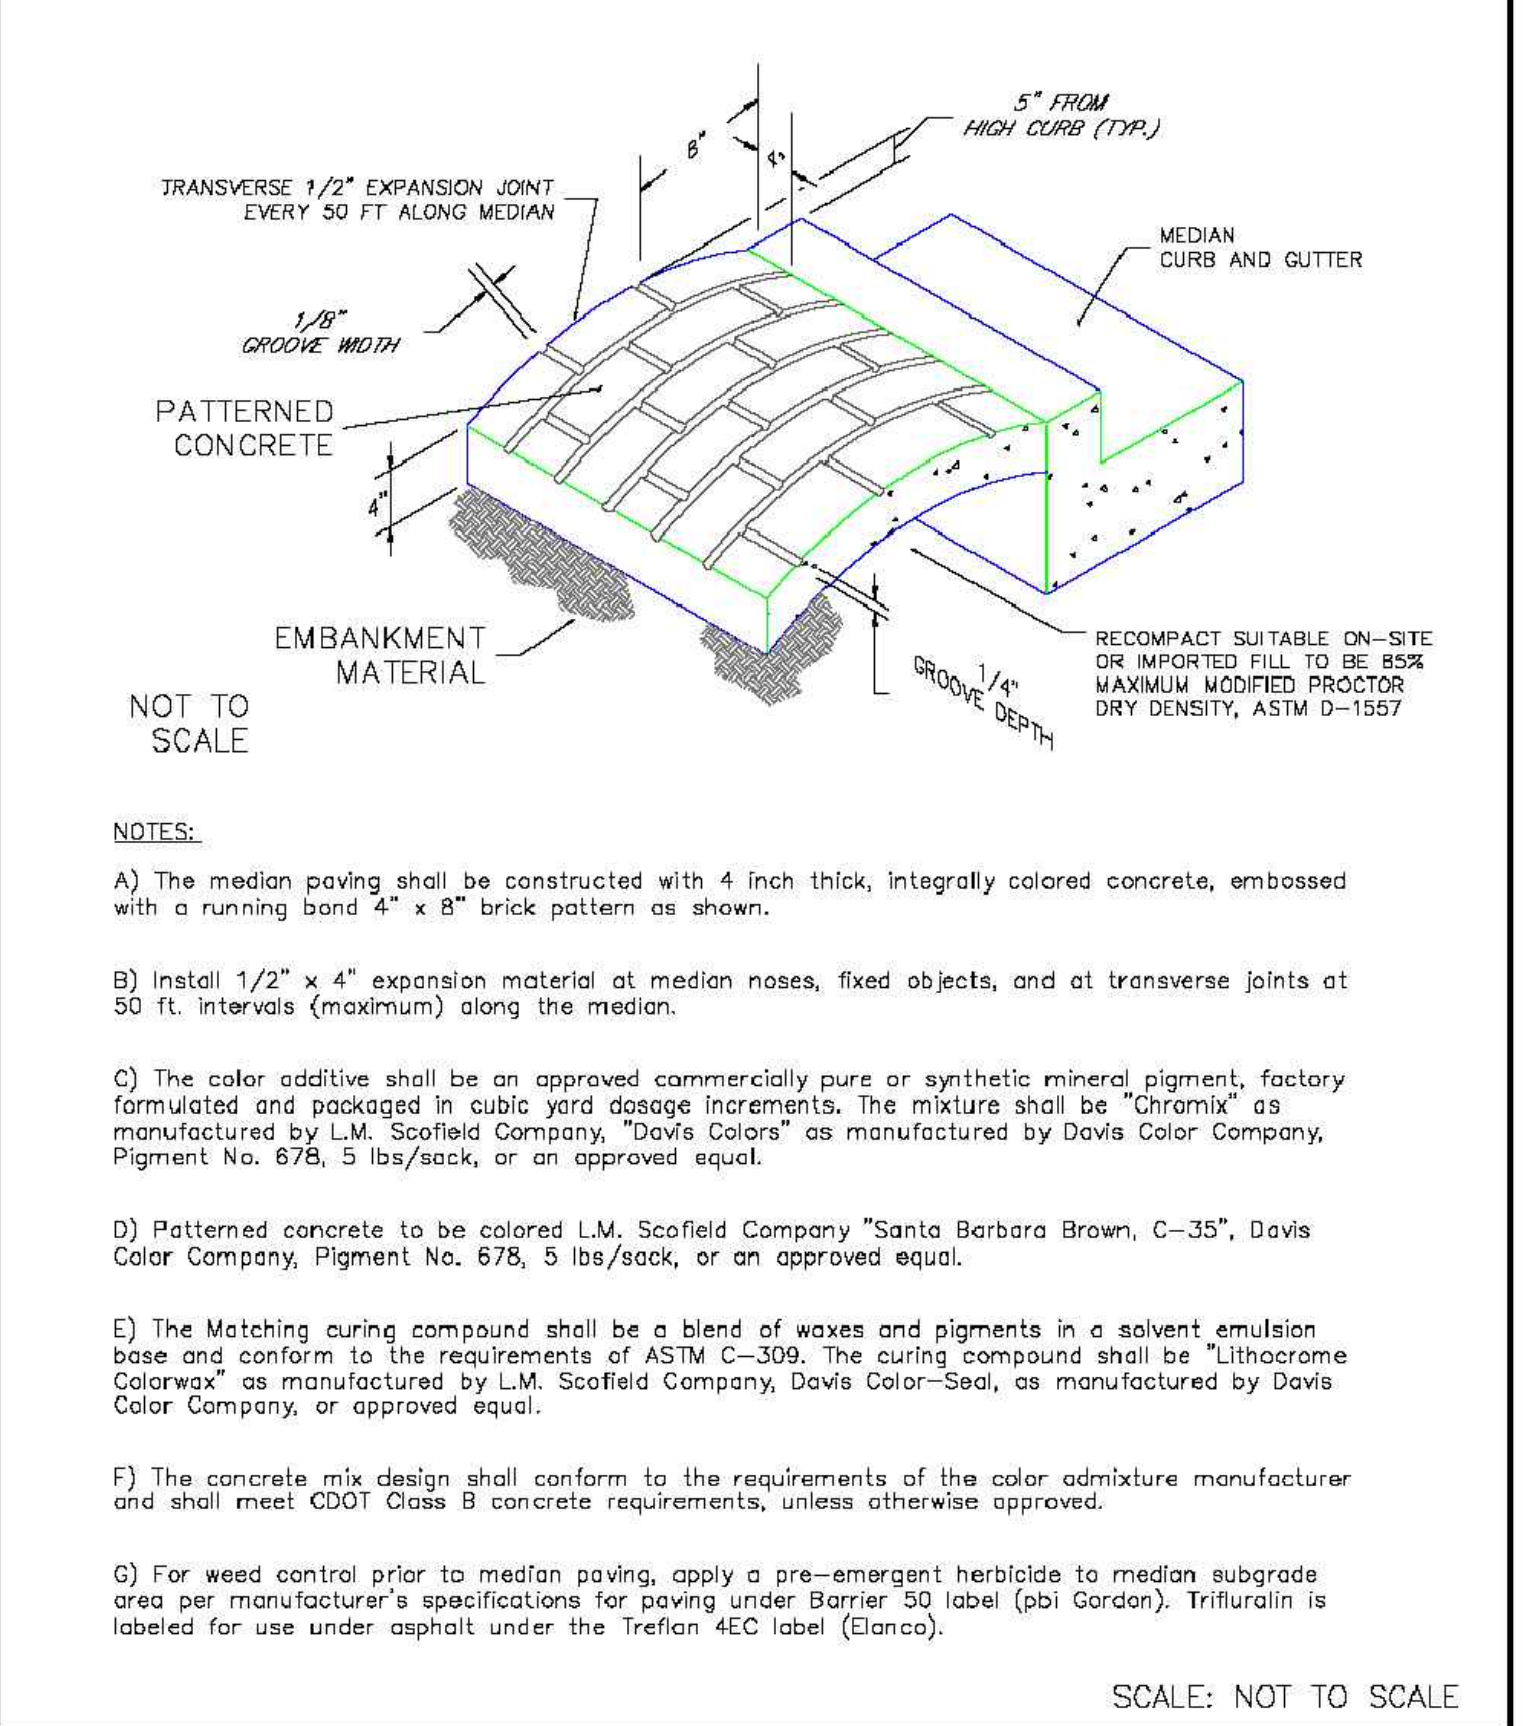 5" FROM
HIGH CURB (TYP.)
8"
4"
TRANSVERSE 1/2" EXPANSION JOINT
EVERY 50 FT ALONG MEDIAN
MEDIAN
CURB AND GUTTER
1/8"
GROOVE WIDTH
PATTERNED
CONCRETE
4"
EMBANKMENT
MATERIAL
1/4"
GROOVE DEPTH
RECOMPACT SUITABLE ON-SITE
OR IMPORTED FILL TO BE 85%
MAXIMUM MODIFIED PROCTOR
DRY DENSITY, ASTM D-1557
NOT TO
SCALE
NOTES:
A) The median paving shall be constructed with 4 inch thick, integrally colored concrete, embossed
with a running bond 4" x 8" brick pattern as shown.
B) Install 1/2" x 4" expansion material at median noses, fixed objects, and at transverse joints at
50 ft. intervals (maximum) along the median.
C) The color additive shall be an approved commercially pure or synthetic mineral pigment, factory
formulated and packaged in cubic yard dosage increments. The mixture shall be "Chromix" as
manufactured by L.M. Scofield Company, "Davis Colors" as manufactured by Davis Color Company,
Pigment No. 678, 5 lbs/sack, or an approved equal.
D) Patterned concrete to be colored L.M. Scofield Company "Santa Barbara Brown, C-35", Davis
Color Company, Pigment No. 678, 5 lbs/sack, or an approved equal.
E) The Matching curing compound shall be a blend of waxes and pigments in a solvent emulsion
base and conform to the requirements of ASTM C-309. The curing compound shall be "Lithocrome
Colorwax" as manufactured by L.M. Scofield Company, Davis Color-Seal, as manufactured by Davis
Color Company, or approved equal.
F) The concrete mix design shall conform to the requirements of the color admixture manufacturer
and shall meet CDOT Class B concrete requirements, unless otherwise approved.
G) For weed control prior to median paving, apply a pre-emergent herbicide to median subgrade
area per manufacturer's specifications for paving under Barrier 50 label (pbi Gordon). Trifluralin is
labeled for use under asphalt under the Treflan 4EC label (Elanco).
SCALE: NOT TO SCALE